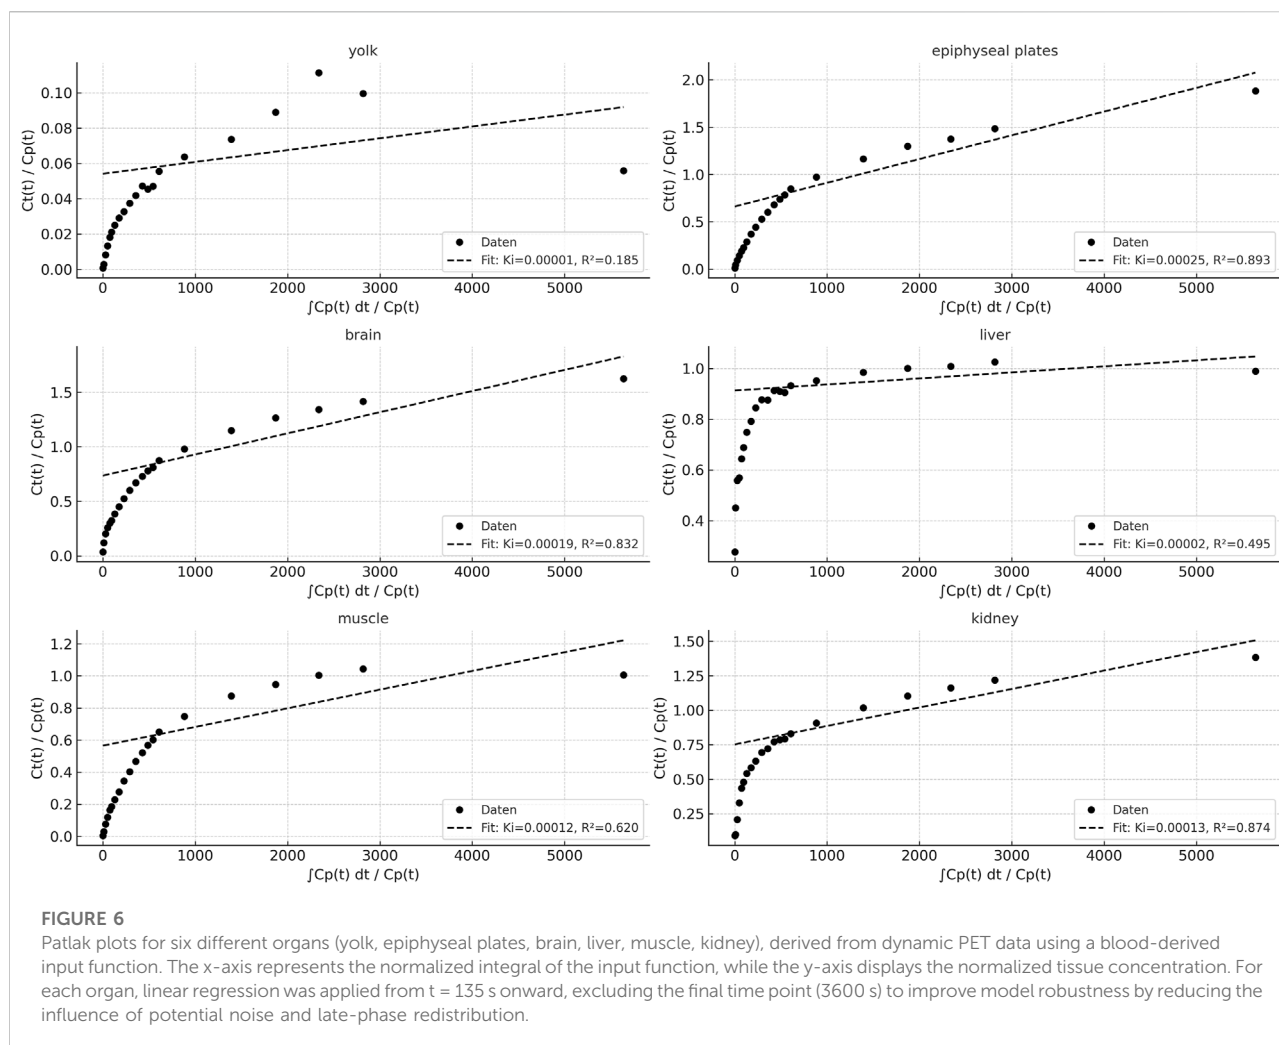 yolk
0.10
0.08
0.06
0.04
0.02
0.00
Ct(t) / Cp(t)
Daten
Fit: Ki=0.00001, R²=0.185
0 1000 2000 3000 4000 5000
∫Cp(t) dt / Cp(t)
epiphyseal plates
2.0
1.5
1.0
0.5
0.0
Ct(t) / Cp(t)
Daten
Fit: Ki=0.00025, R²=0.893
0 1000 2000 3000 4000 5000
∫Cp(t) dt / Cp(t)
brain
1.5
1.0
0.5
0.0
Ct(t) / Cp(t)
Daten
Fit: Ki=0.00019, R²=0.832
0 1000 2000 3000 4000 5000
∫Cp(t) dt / Cp(t)
liver
1.0
0.8
0.6
0.4
Ct(t) / Cp(t)
Daten
Fit: Ki=0.00002, R²=0.495
0 1000 2000 3000 4000 5000
∫Cp(t) dt / Cp(t)
muscle
1.2
1.0
0.8
0.6
0.4
0.2
0.0
Ct(t) / Cp(t)
Daten
Fit: Ki=0.00012, R²=0.620
0 1000 2000 3000 4000 5000
∫Cp(t) dt / Cp(t)
kidney
1.50
1.25
1.00
0.75
0.50
0.25
Ct(t) / Cp(t)
Daten
Fit: Ki=0.00013, R²=0.874
0 1000 2000 3000 4000 5000
∫Cp(t) dt / Cp(t)
FIGURE 6
Patlak plots for six different organs (yolk, epiphyseal plates, brain, liver, muscle, kidney), derived from dynamic PET data using a blood-derived
input function. The x-axis represents the normalized integral of the input function, while the y-axis displays the normalized tissue concentration. For
each organ, linear regression was applied from t = 135 s onward, excluding the final time point (3600 s) to improve model robustness by reducing the
influence of potential noise and late-phase redistribution.